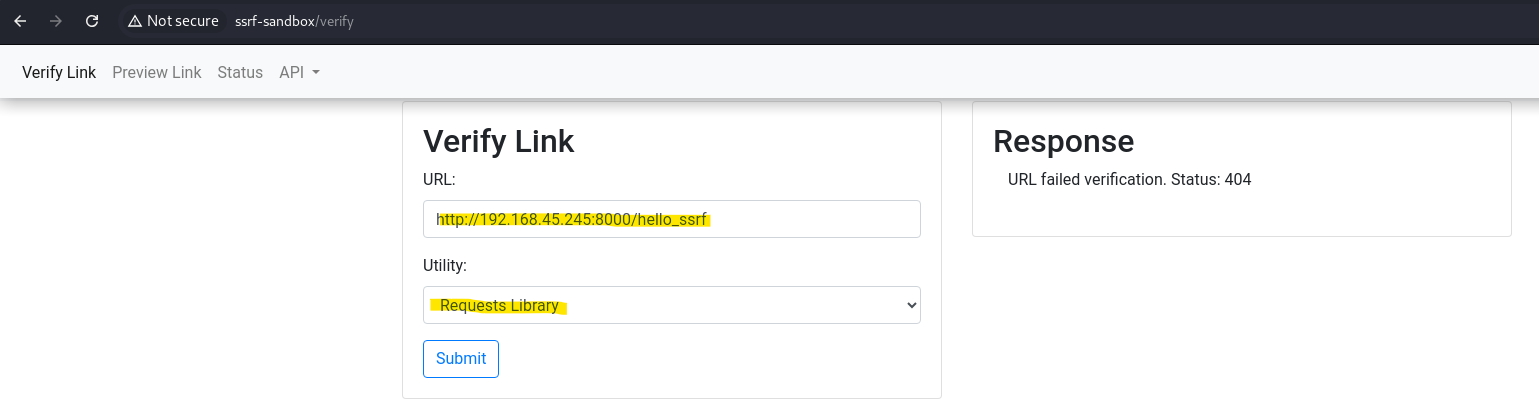 Not secure ssrf-sandbox/verify
Verify Link Preview Link Status API
Verify Link
URL:
http://192.168.45.245:8000/hello_ssrf
Utility:
Requests Library
Submit
Response
URL failed verification. Status: 404